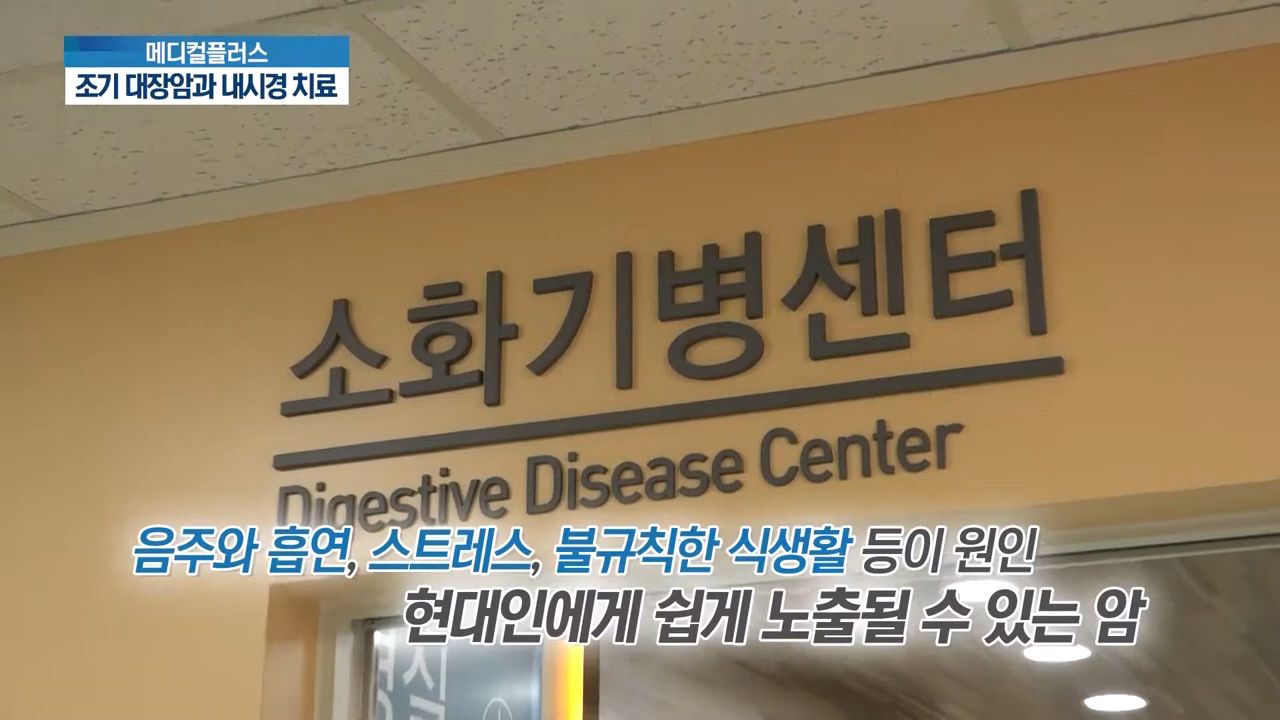 메디컬플러스
조기 대장암과 내시경 치료
소화기병센터
Digestive Disease Center
음주와 흡연, 스트레스, 불규칙한 식생활 등이 원인
현대인에게 쉽게 노출될 수 있는 암